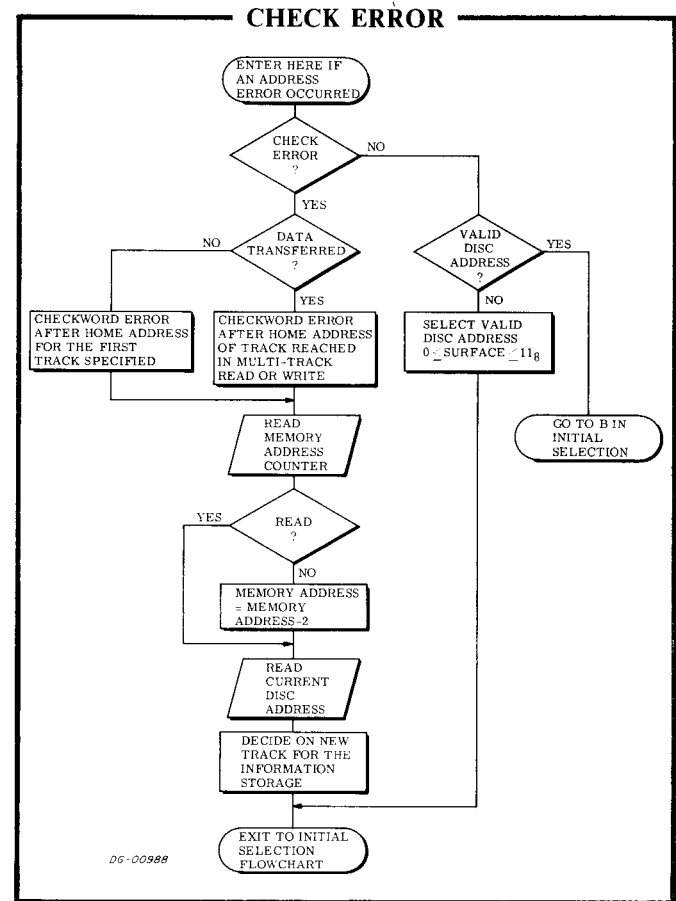 CHECK ERROR
ENTER HERE IF
AN ADDRESS
ERROR OCCURRED
CHECK
ERROR
?
NO
YES
DATA
TRANSFERRED
?
NO
YES
VALID
DISC
ADDRESS
?
YES
NO
CHECKWORD ERROR
AFTER HOME ADDRESS
FOR THE FIRST
TRACK SPECIFIED
CHECKWORD ERROR
AFTER HOME ADDRESS
OF TRACK REACHED
IN MULTI-TRACK
READ OR WRITE
SELECT VALID
DISC ADDRESS
0≤SURFACE≤11₈
GO TO B IN
INITIAL
SELECTION
READ
MEMORY
ADDRESS
COUNTER
YES
READ
?
NO
MEMORY ADDRESS
= MEMORY
ADDRESS-2
READ
CURRENT
DISC
ADDRESS
DECIDE ON NEW
TRACK FOR THE
INFORMATION
STORAGE
EXIT TO INITIAL
SELECTION
FLOWCHART
DG-00988